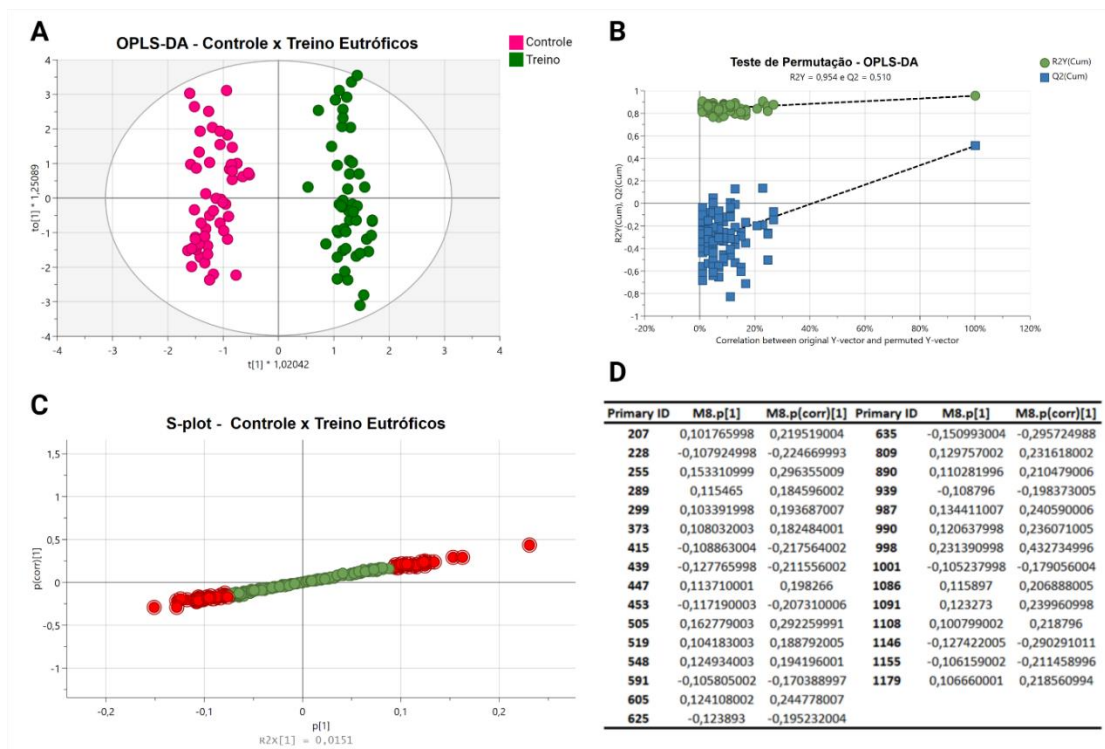 A
OPLS-DA - Controle x Treino Eutróficos
Controle
Treino
4
3
2
1
0
-1
-2
-3
-4
to[1] * 1,25089
-4
-3
-2
-1
0
1
2
3
4
t[1] * 1,02042
B
Teste de Permutação - OPLS-DA
R2Y = 0,954 e Q2 = 0,510
R2Y(Cum)
Q2(Cum)
1
0,8
0,6
0,4
0,2
0
-0,2
-0,4
-0,6
-0,8
-1
R2Y(Cum), Q2(Cum)
-20%
0%
20%
40%
60%
80%
100%
120%
Correlation between original Y-vector and permuted Y-vector
C
S-plot - Controle x Treino Eutróficos
1,5
1
0,5
0
-0,5
-1
p(corr)[1]
-0,2
-0,1
0
0,1
0,2
p[1]
R2X[1] = 0,0151
D
Primary ID M8.p[1] M8.p(corr)[1] Primary ID M8.p[1] M8.p(corr)[1]
207 0,101765998 0,219519004 635 -0,150993004 -0,295724988
228 -0,107924998 -0,224669993 809 0,129757002 0,231618002
255 0,153310999 0,296355009 890 0,110281996 0,210479006
289 0,115465 0,184596002 939 -0,108796 -0,198373005
299 0,103391998 0,193687007 987 0,134411007 0,240590006
373 0,108032003 0,182484001 990 0,120637998 0,236071005
415 -0,108863004 -0,217564002 998 0,231390998 0,432734996
439 -0,127765998 -0,211556002 1001 -0,105237998 -0,179056004
447 0,113710001 0,198266 1086 0,115897 0,206888005
453 -0,117190003 -0,207310006 1091 0,123273 0,239960998
505 0,162779003 0,292259991 1108 0,100799002 0,218796
519 0,104183003 0,188792005 1146 -0,127422005 -0,290291011
548 0,124934003 0,194196001 1155 -0,106159002 -0,211458996
591 -0,105805002 -0,170388997 1179 0,106660001 0,218560994
605 0,124108002 0,244778007
625 -0,123893 -0,195232004